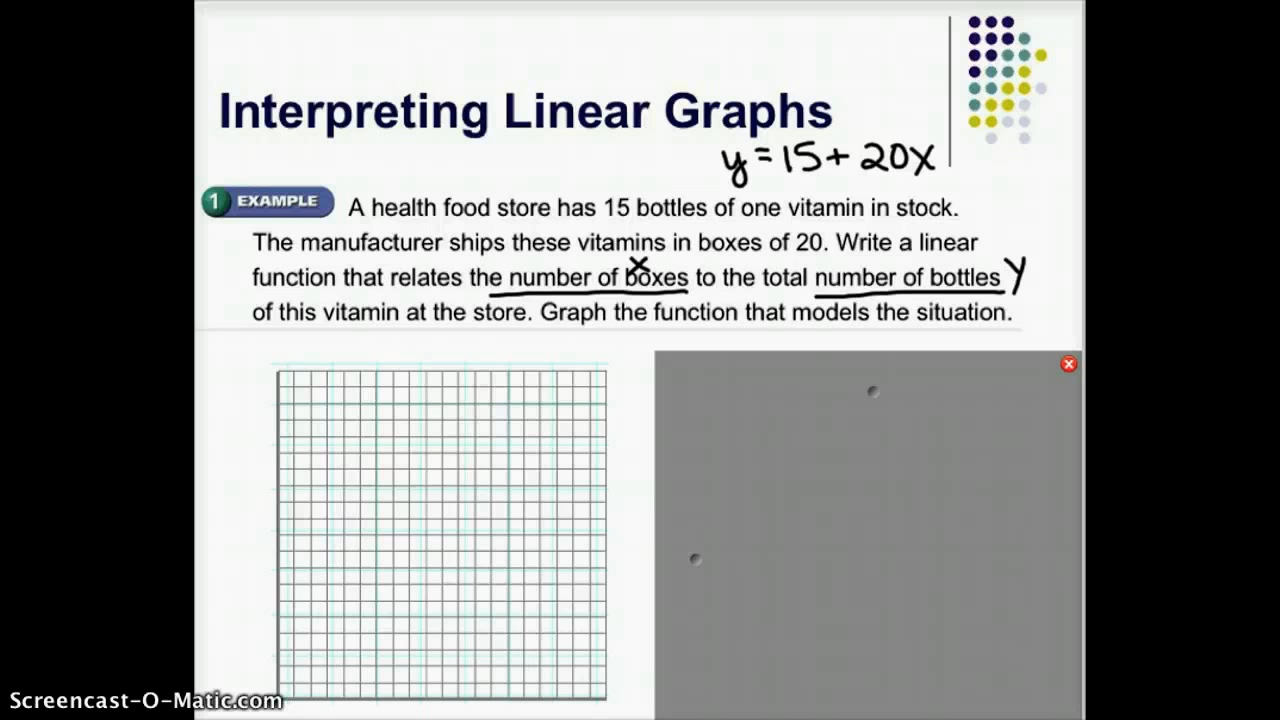 Interpreting Linear Graphs
y = 15 + 20x
1 EXAMPLE A health food store has 15 bottles of one vitamin in stock.
The manufacturer ships these vitamins in boxes of 20. Write a linear
x
function that relates the number of boxes to the total number of bottles y
of this vitamin at the store. Graph the function that models the situation.
Screencast-O-Matic.com